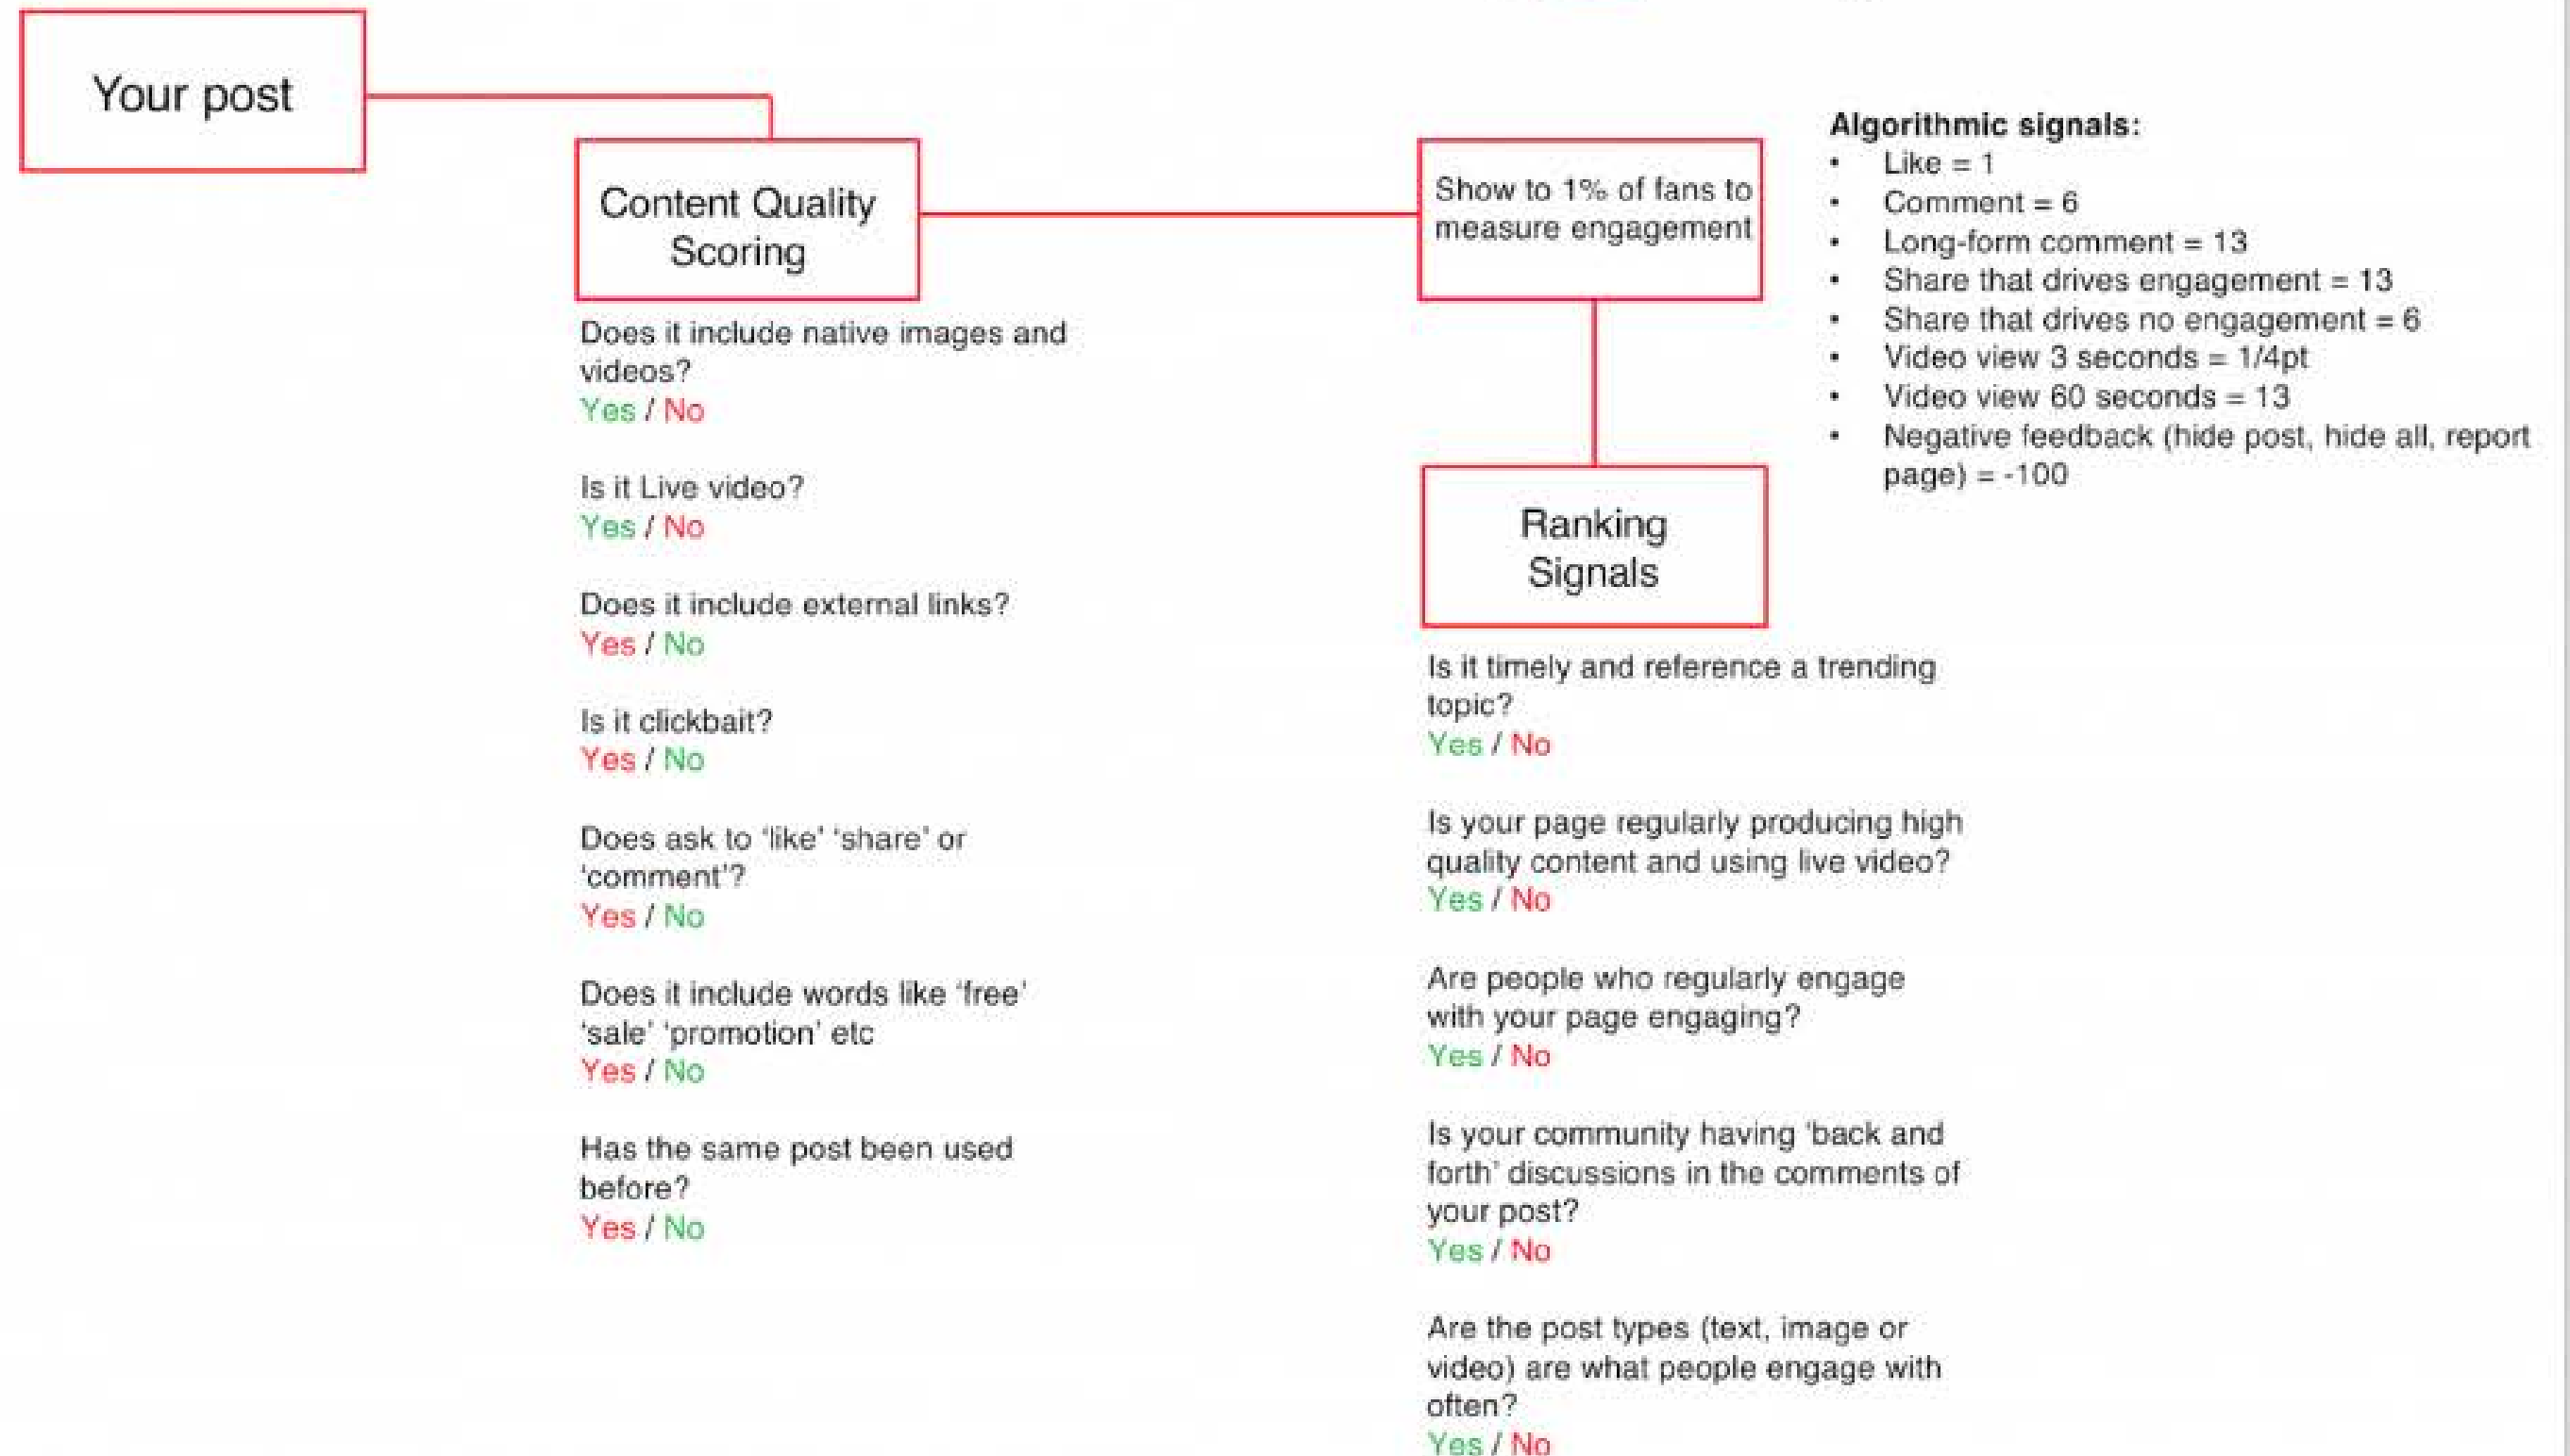 Your post
Content Quality
Scoring
Does it include native images and
videos?
Yes / No
Is it Live video?
Yes / No
Does it include external links?
Yes / No
Is it clickbait?
Yes / No
Does ask to ‘like’ ‘share’ or
‘comment’?
Yes / No
Does it include words like ‘free’
‘sale’ ‘promotion’ etc
Yes / No
Has the same post been used
before?
Yes / No
Show to 1% of fans to
measure engagement
Algorithmic signals:
• Like = 1
• Comment = 6
• Long-form comment = 13
• Share that drives engagement = 13
• Share that drives no engagement = 6
• Video view 3 seconds = 1/4pt
• Video view 60 seconds = 13
• Negative feedback (hide post, hide all, report
page) = -100
Ranking
Signals
Is it timely and reference a trending
topic?
Yes / No
Is your page regularly producing high
quality content and using live video?
Yes / No
Are people who regularly engage
with your page engaging?
Yes / No
Is your community having ‘back and
forth’ discussions in the comments of
your post?
Yes / No
Are the post types (text, image or
video) are what people engage with
often?
Yes / No